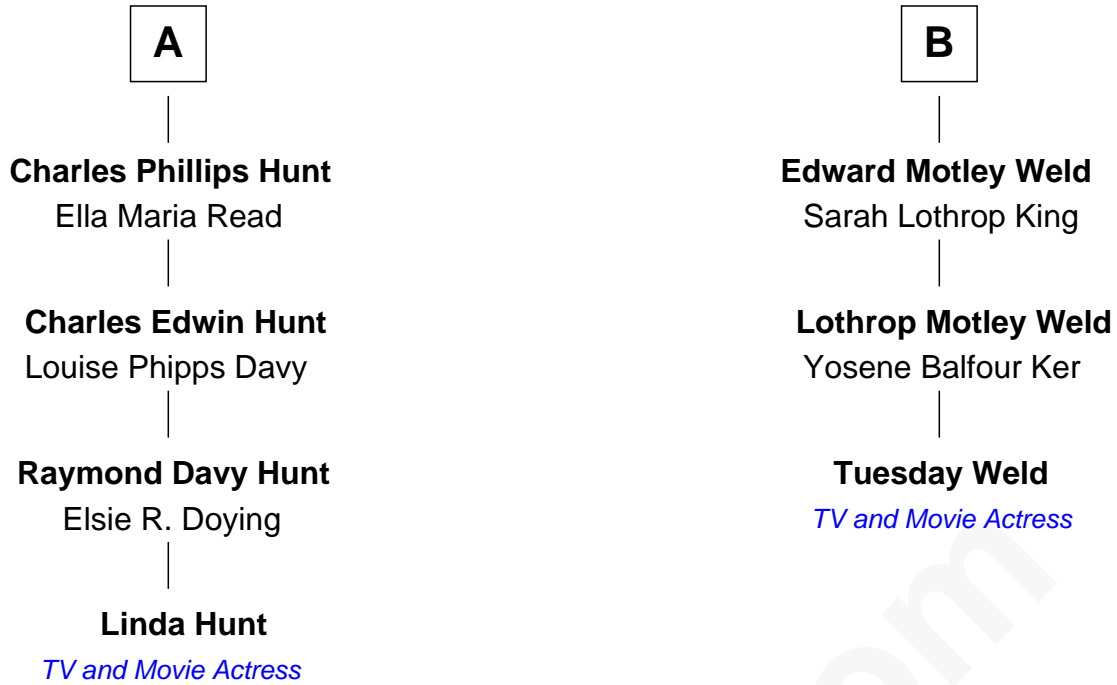 A
Charles Phillips Hunt
Ella Maria Read
Charles Edwin Hunt
Louise Phipps Davy
Raymond Davy Hunt
Elsie R. Doying
Linda Hunt
TV and Movie Actress
B
Edward Motley Weld
Sarah Lothrop King
Lothrop Motley Weld
Yosene Balfour Ker
Tuesday Weld
TV and Movie Actress
om